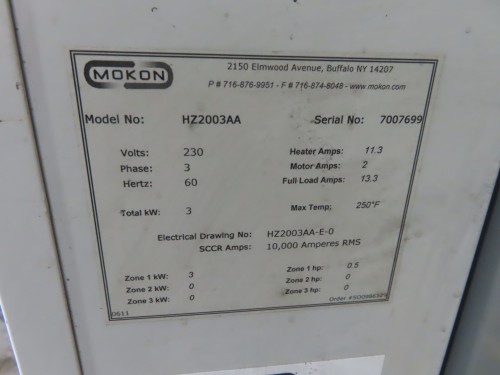 MOKON
2150 Elmwood Avenue, Buffalo NY 14207
P # 716-876-9951 - F # 716-874-8048 - www.mokon.com
Model No: HZ2003AA Serial No: 7007699
Volts: 230 Heater Amps: 11.3
Phase: 3 Motor Amps: 2
Hertz: 60 Full Load Amps: 13.3
Total kW: 3 Max Temp: 250°F
Electrical Drawing No: HZ2003AA-E-0
SCCR Amps: 10,000 Amperes RMS
Zone 1 kW: 3 Zone 1 hp: 0.5
Zone 2 kW: 0 Zone 2 hp: 0
Zone 3 kW: 0 Zone 3 hp: 0
0611 Order